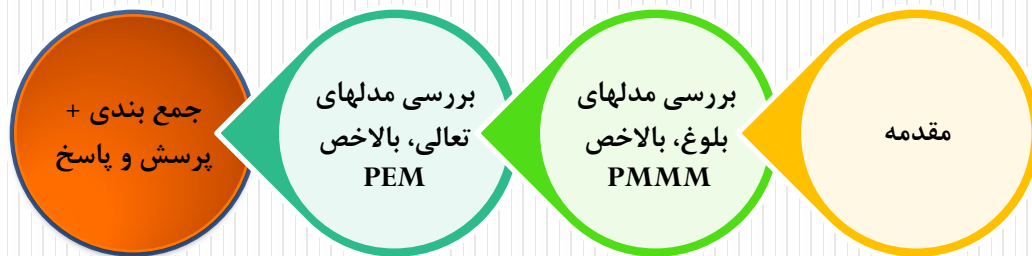 مقدمه
بررسی مدلهای
بلوغ، بالاخص
PMMM
بررسی مدلهای
تعالی، بالاخص
PEM
جمع بندی +
پرسش و پاسخ